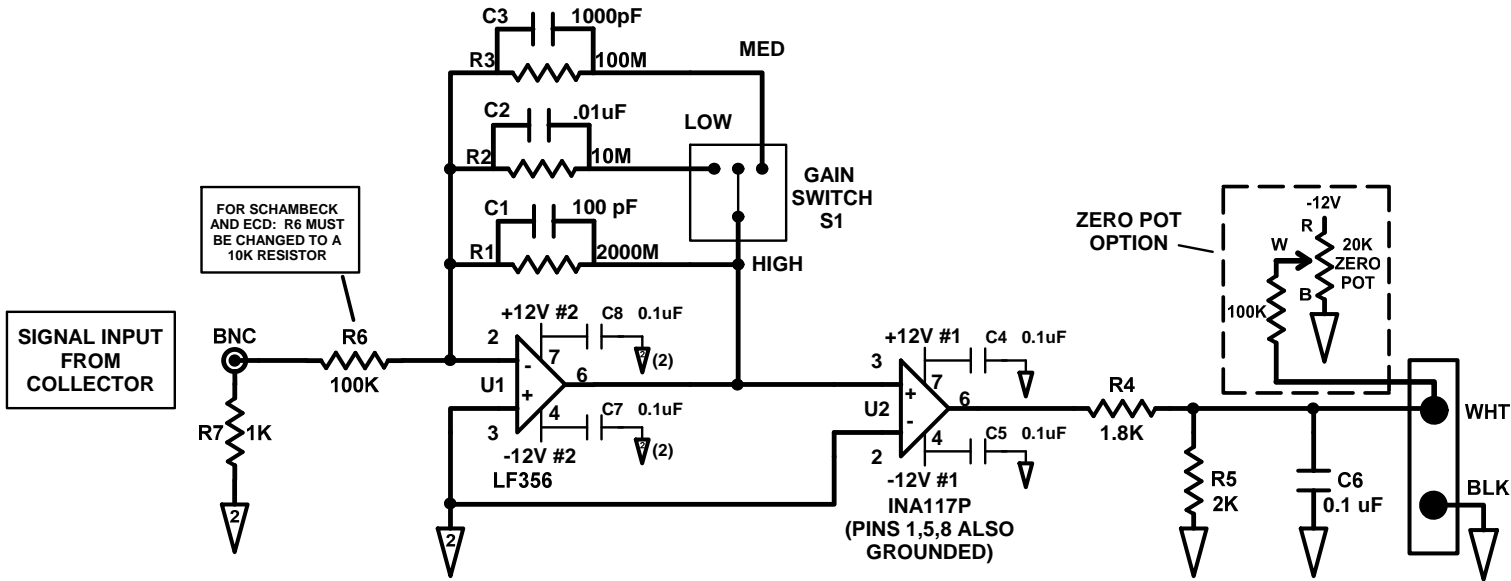 C3
1000pF
R3
100M
MED
C2
.01uF
LOW
R2
10M
GAIN
SWITCH
S1
FOR SCHAMBECK
AND ECD: R6 MUST
BE CHANGED TO A
10K RESISTOR
C1
100 pF
R1
2000M
HIGH
ZERO POT
OPTION
-12V
R
W
20K
ZERO
POT
B
100K
SIGNAL INPUT
FROM
COLLECTOR
BNC
R6
100K
R7
1K
2
+12V #2
C8
0.1uF
2
(2)
2
7
-
U1
6
+
4
3
C7
0.1uF
2
(2)
-12V #2
LF356
2
+12V #1
C4
0.1uF
3
7
+
U2
6
-
4
2
C5
0.1uF
-12V #1
INA117P
(PINS 1,5,8 ALSO
GROUNDED)
R4
1.8K
R5
2K
C6
0.1 uF
WHT
BLK